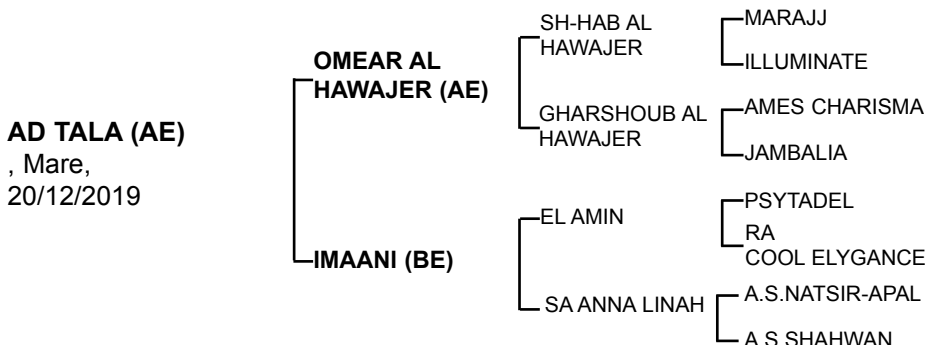 AD TALA (AE)
, Mare,
20/12/2019
OMEAR AL
HAWAJER (AE)
IMAANI (BE)
SH-HAB AL
HAWAJER
GHARSHOUB AL
HAWAJER
EL AMIN
SA ANNA LINAH
MARAJJ
ILLUMINATE
AMES CHARISMA
JAMBALIA
PSYTADEL
RA
COOL ELYGANCE
A.S.NATSIR-APAL
A.S.SHAHWAN